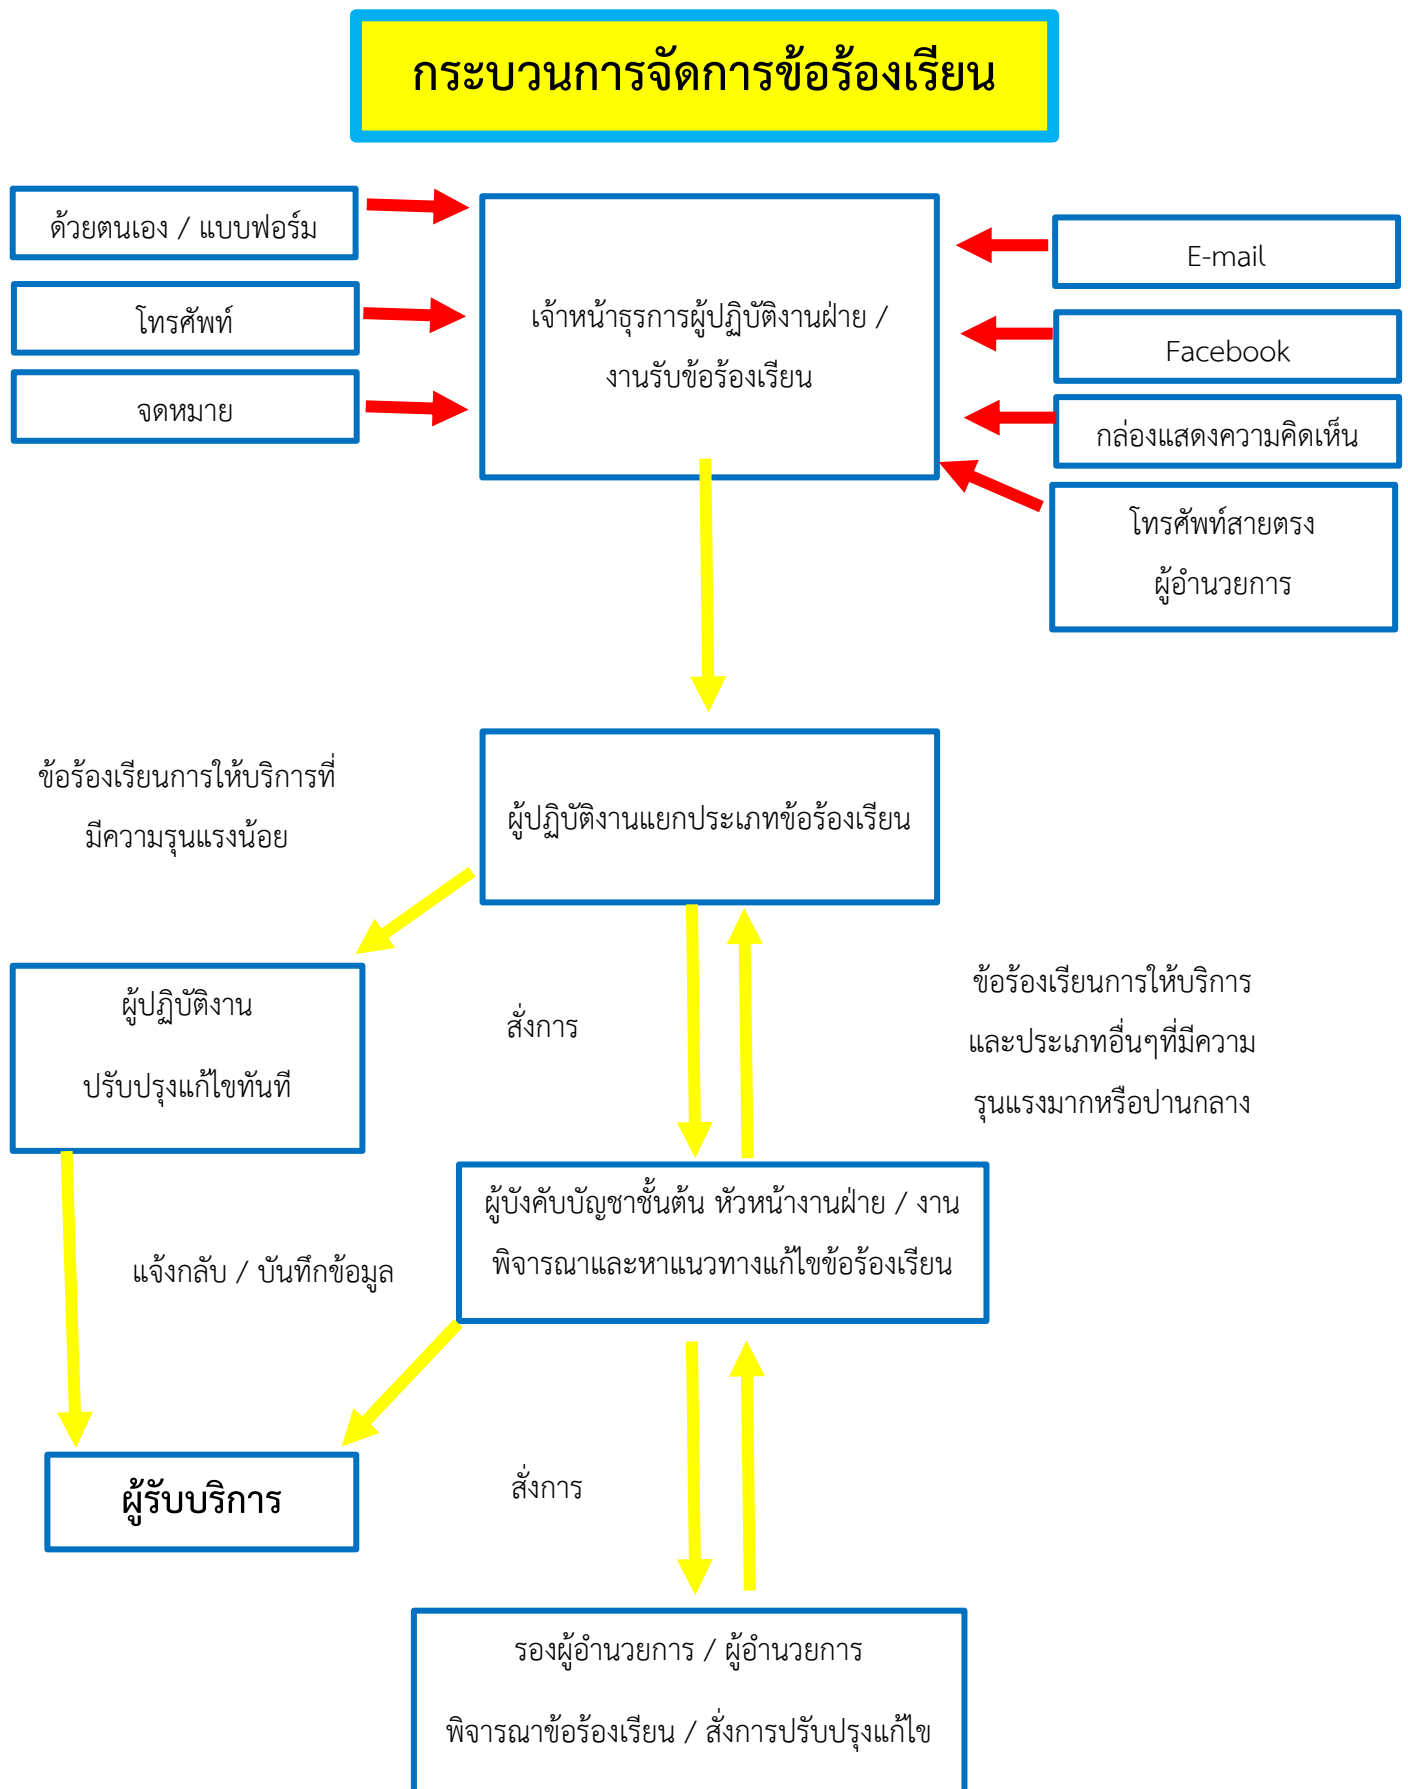 กระบวนการจัดการข้อร้องเรียน
ด้วยตนเอง / แบบฟอร์ม
โทรศัพท์
จดหมาย
เจ้าหน้าธุรการผู้ปฏิบัติงานฝ่าย /
งานรับข้อร้องเรียน
E-mail
Facebook
กล่องแสดงความคิดเห็น
โทรศัพท์สายตรง
ผู้อำนวยการ
ข้อร้องเรียนการให้บริการที่
มีความรุนแรงน้อย
ผู้ปฏิบัติงานแยกประเภทข้อร้องเรียน
ผู้ปฏิบัติงาน
ปรับปรุงแก้ไขทันที
สั่งการ
ข้อร้องเรียนการให้บริการ
และประเภทอื่นๆที่มีความ
รุนแรงมากหรือปานกลาง
ผู้บังคับบัญชาชั้นต้น หัวหน้างานฝ่าย / งาน
พิจารณาและหาแนวทางแก้ไขข้อร้องเรียน
แจ้งกลับ / บันทึกข้อมูล
ผู้รับบริการ
สั่งการ
รองผู้อำนวยการ / ผู้อำนวยการ
พิจารณาข้อร้องเรียน / สั่งการปรับปรุงแก้ไข